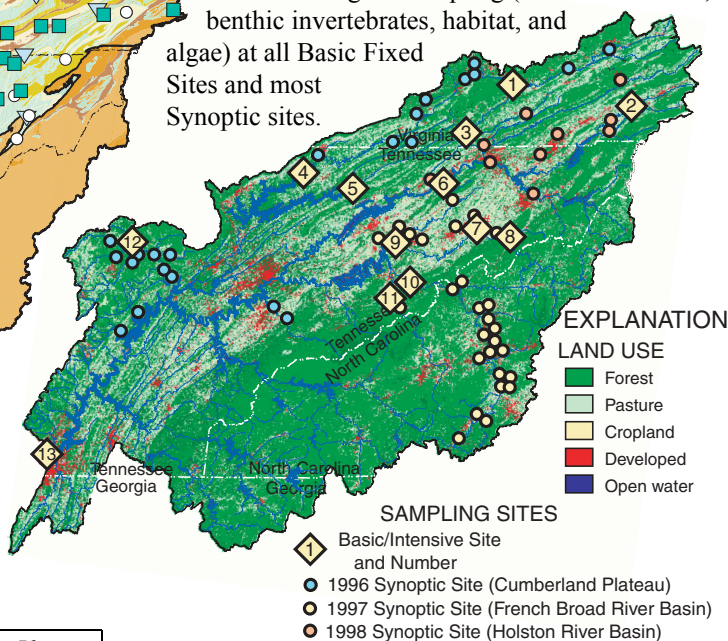 benthic invertebrates, habitat, and
algae) at all Basic Fixed
Sites and most
Synoptic sites.
1
2
3
Virginia
Tennessee
4
5
6
7
8
9
12
10
11
Tennessee
North Carolina
13
Tennessee
Georgia
North Carolina
Georgia
EXPLANATION
LAND USE
Forest
Pasture
Cropland
Developed
Open water
SAMPLING SITES
1
Basic/Intensive Site
and Number
1996 Synoptic Site (Cumberland Plateau)
1997 Synoptic Site (French Broad River Basin)
1998 Synoptic Site (Holston River Basin)